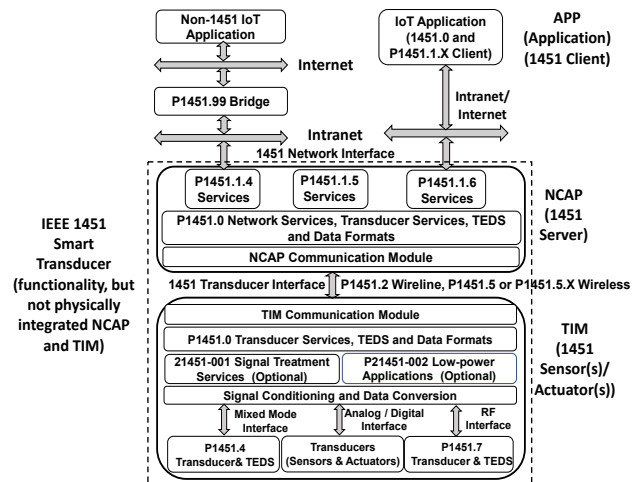 Non-1451 IoT
Application
IoT Application
(1451.0 and
P1451.1.X Client)
APP
(Application)
(1451 Client)
Internet
P1451.99 Bridge
Intranet/
Internet
Intranet
1451 Network Interface
P1451.1.4
Services
P1451.1.5
Services
P1451.1.6
Services
NCAP
(1451
Server)
P1451.0 Network Services, Transducer Services, TEDS
and Data Formats
NCAP Communication Module
IEEE 1451
Smart
Transducer
(functionality, but
not physically
integrated NCAP
and TIM)
1451 Transducer Interface
P1451.2 Wireline, P1451.5 or P1451.5.X Wireless
TIM Communication Module
P1451.0 Transducer Services, TEDS and Data Formats
21451-001 Signal Treatment
Services (Optional)
P21451-002 Low-power
Applications (Optional)
Signal Conditioning and Data Conversion
TIM
(1451
Sensor(s)/
Actuator(s))
Mixed Mode
Interface
Analog / Digital
Interface
RF
Interface
P1451.4
Transducer& TEDS
Transducers
(Sensors & Actuators)
P1451.7
Transducer & TEDS